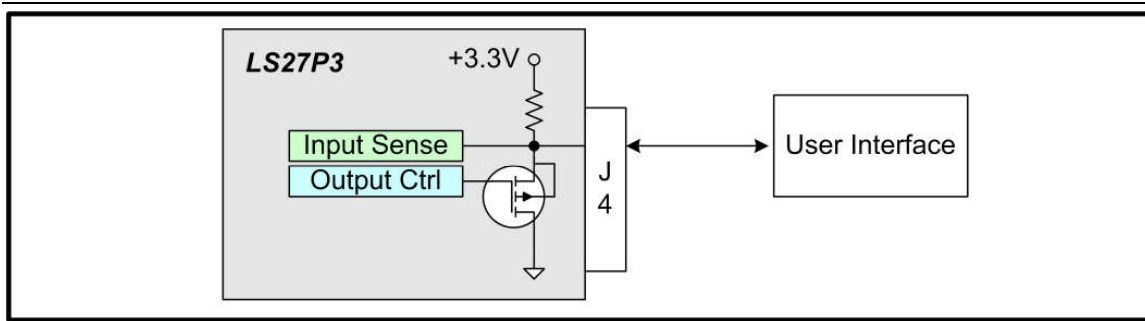 LS27P3
+3.3V
Input Sense
Output Ctrl
J
4
User Interface